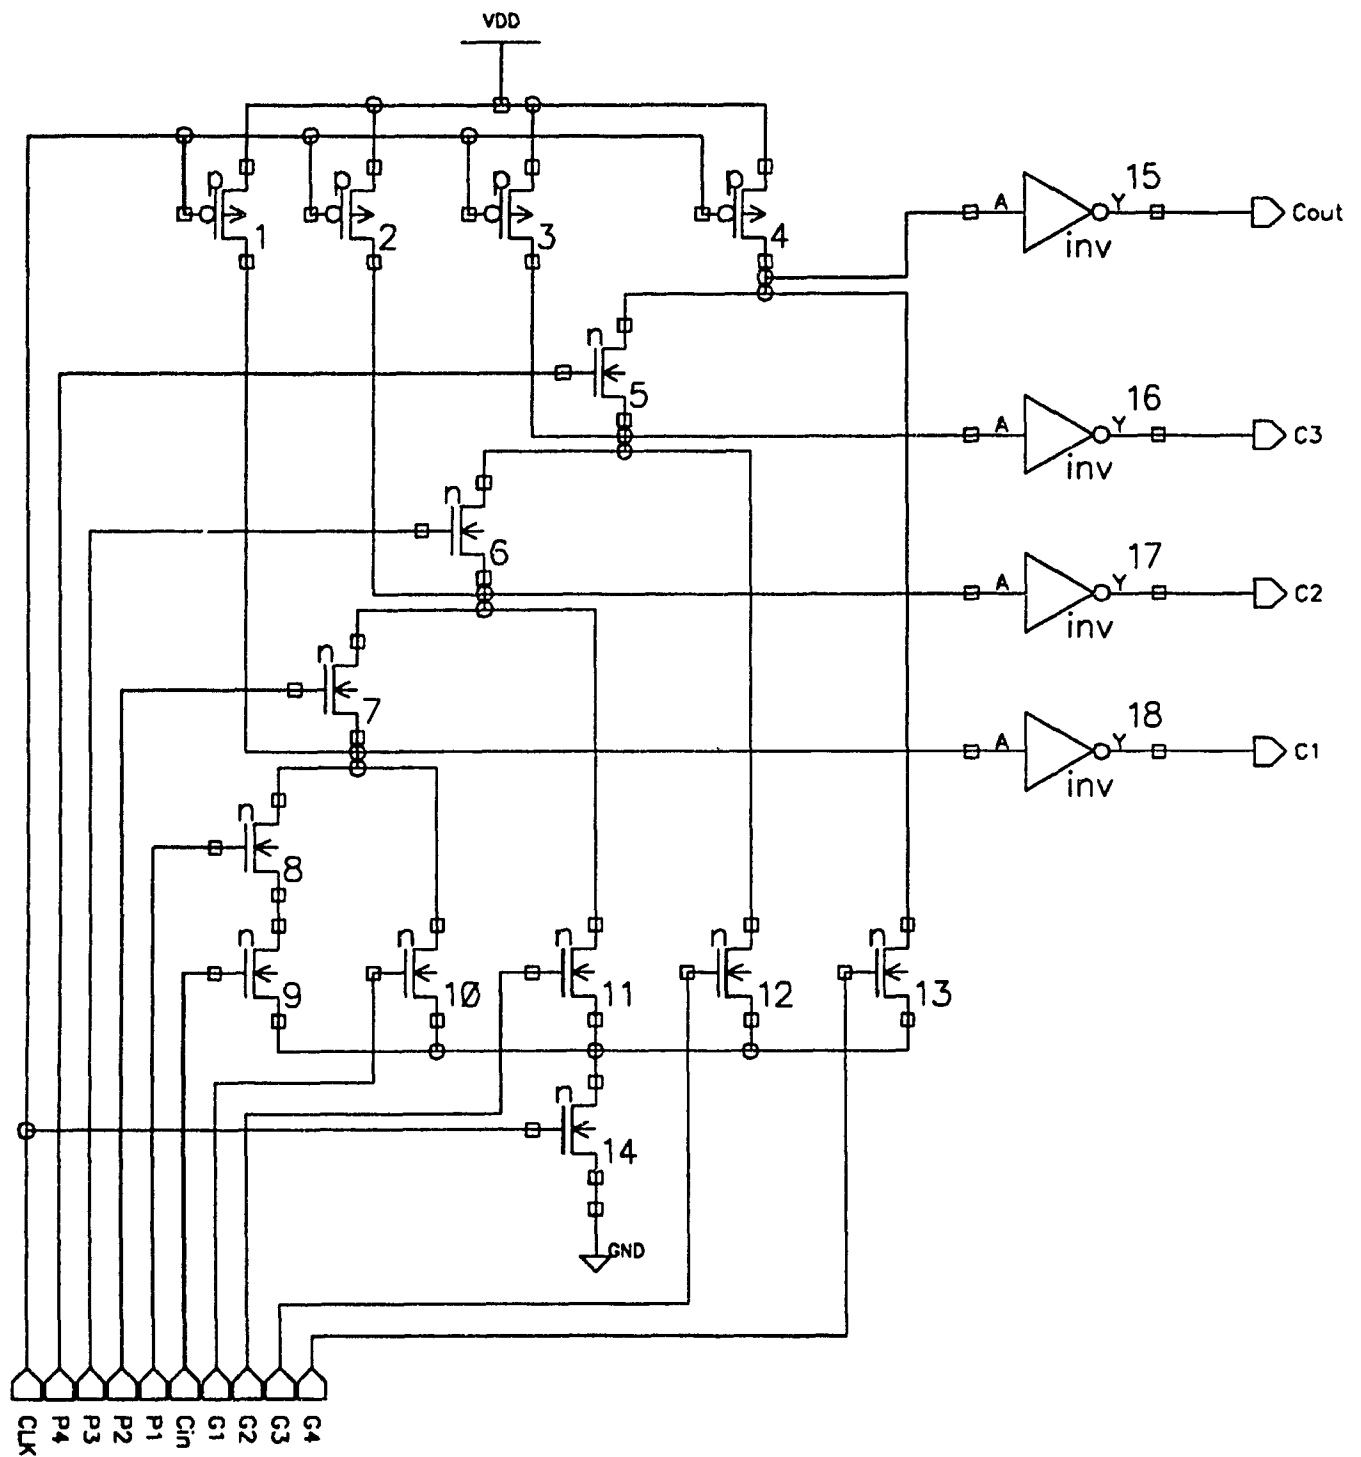 VDD
p 1
p 2
p 3
p 4
A inv Y 15 Cout
n 5
A inv Y 16 C3
n 6
A inv Y 17 C2
n 7
A inv Y 18 C1
n 8
n 9
n 10
n 11
n 12
n 13
n 14
GND
CLK
P4
P3
P2
P1
Cin
G1
G2
G3
G4